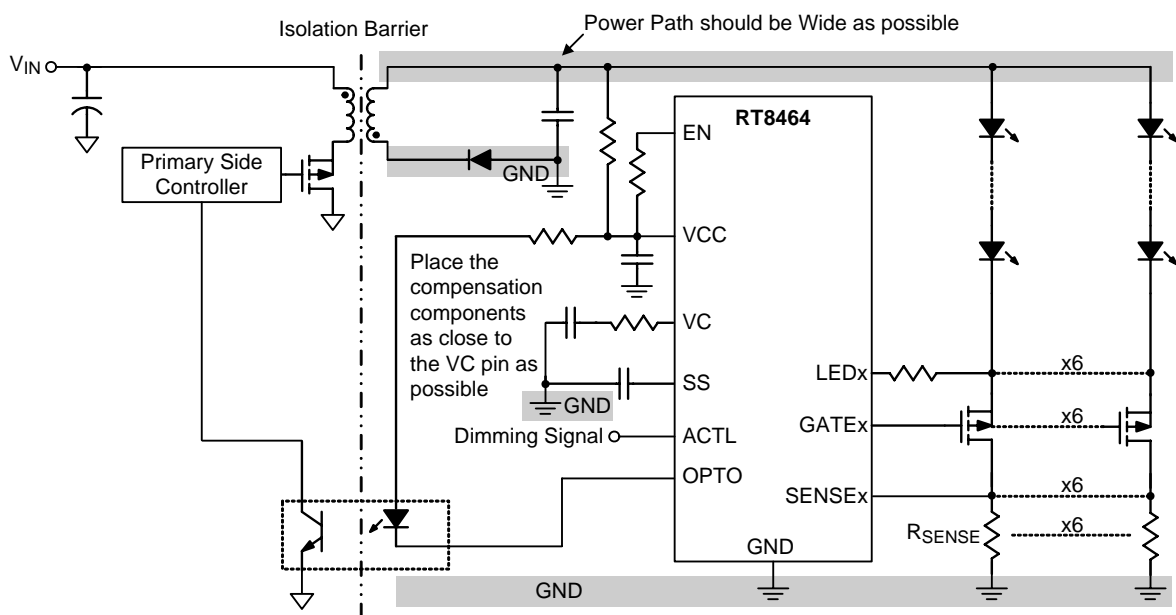 Power Path should be Wide as possible
Isolation Barrier
VIN
RT8464
EN
Primary Side
Controller
GND
VCC
Place the
compensation
components
as close to
the VC pin as
possible
VC
SS
GND
Dimming Signal
ACTL
OPTO
LEDx
x6
GATEx
x6
SENSEx
x6
RSENSE
x6
GND
GND